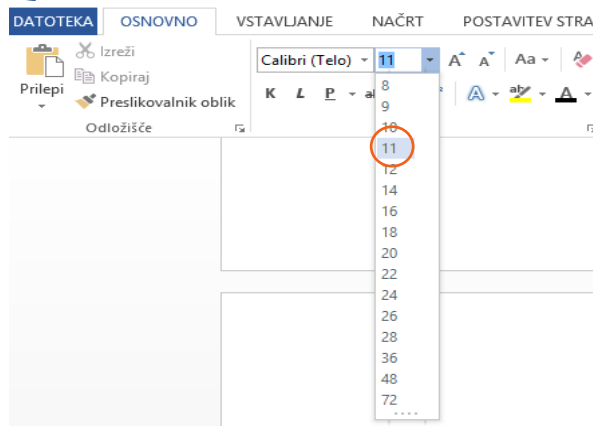 DATOTEKA OSNOVNO VSTAVLJANJE NAČRT POSTAVITEV STRA
Izreži
Kopiraj
Prilepi
Preslikovalnik oblik
Odložišče
Calibri (Telo) 11 A A Aa
K L P A ab A
8
9
10
11
12
14
16
18
20
22
24
26
28
36
48
72